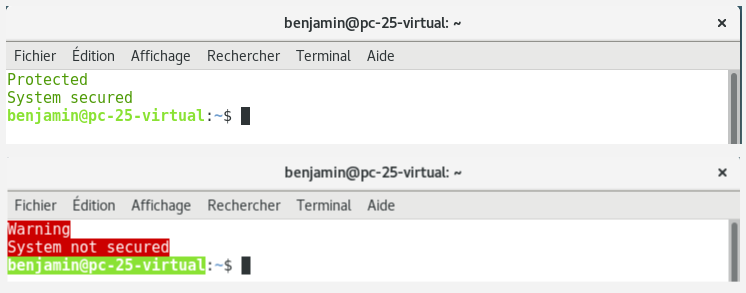 benjamin@pc-25-virtual: ~ ×
Fichier Édition Affichage Rechercher Terminal Aide
Protected
System secured
benjamin@pc-25-virtual:~$
benjamin@pc-25-virtual: ~ ×
Fichier Édition Affichage Rechercher Terminal Aide
Warning
System not secured
benjamin@pc-25-virtual:~$